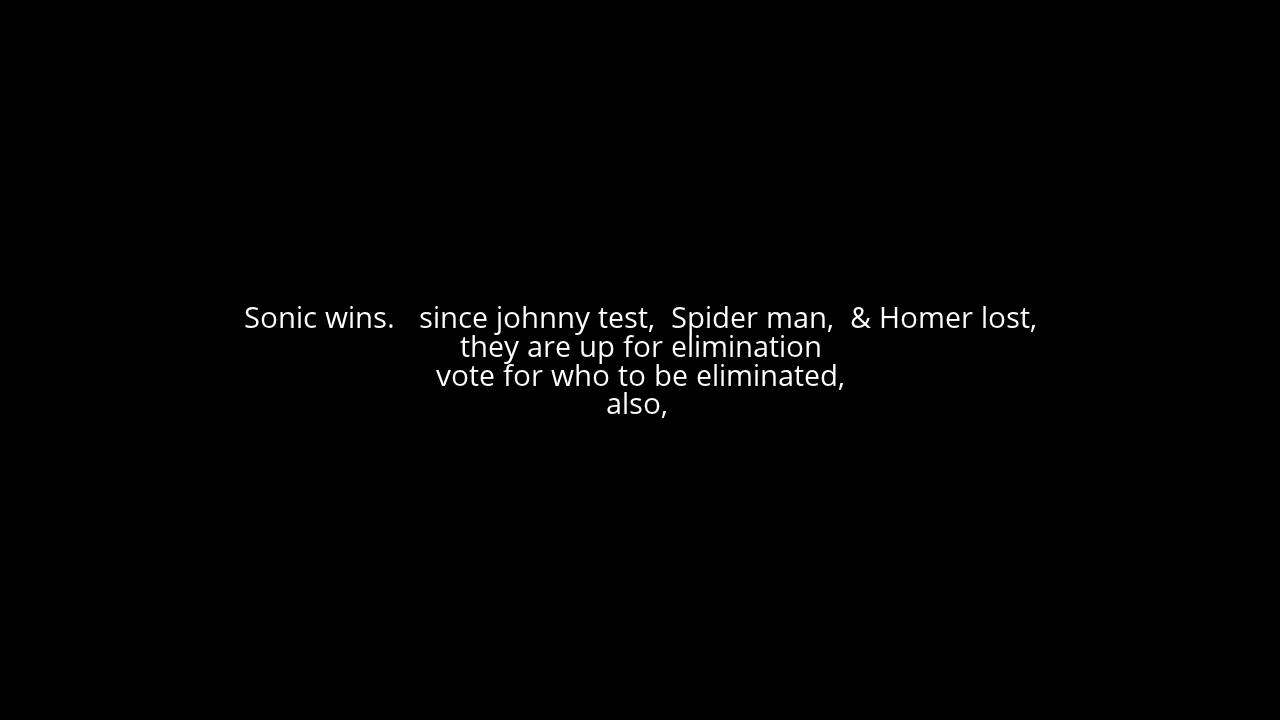 Sonic wins.   since johnny test,  Spider man,  & Homer lost,
they are up for elimination
vote for who to be eliminated,
also,